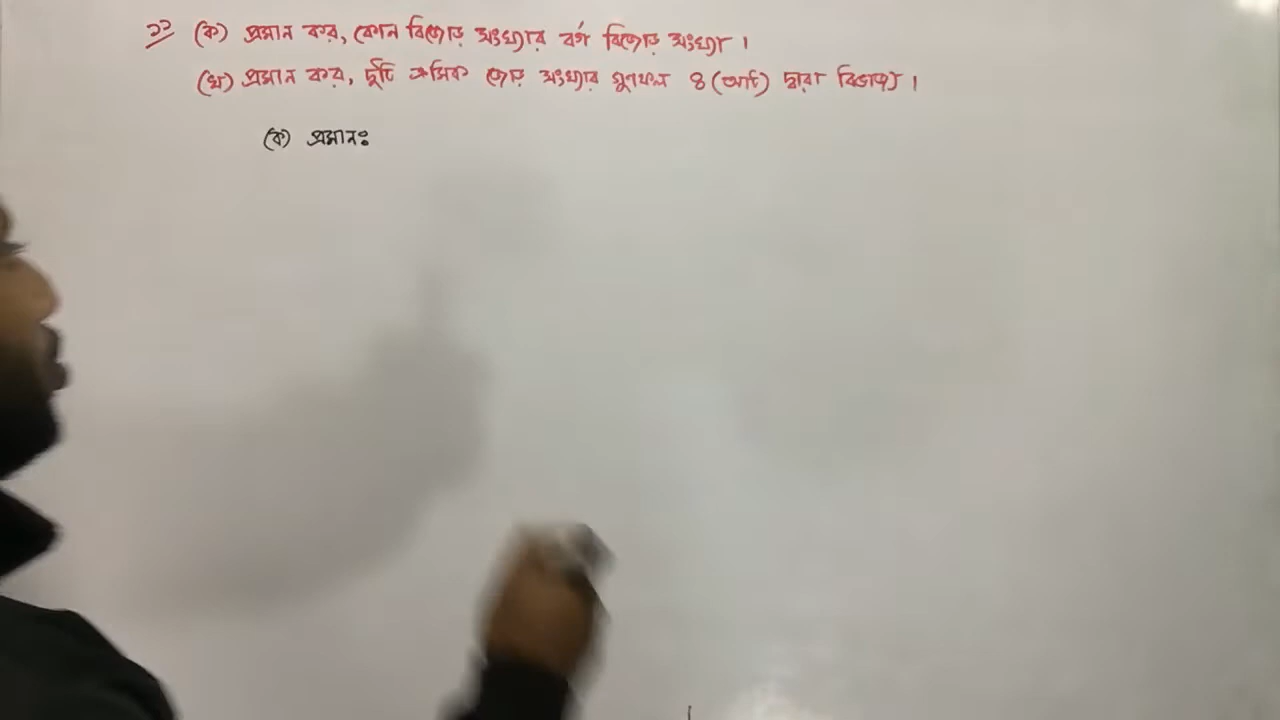 ১১ (ক) প্রমান কর, কোন বিজোড় সংখ্যার বর্গ বিজোড় সংখ্যা।
(খ) প্রমান কর, দুটি ক্রমিক জোড় সংখ্যার গুণফল ৪ (আট) দ্বারা বিভাজ্য।
(ক) প্রমানঃ